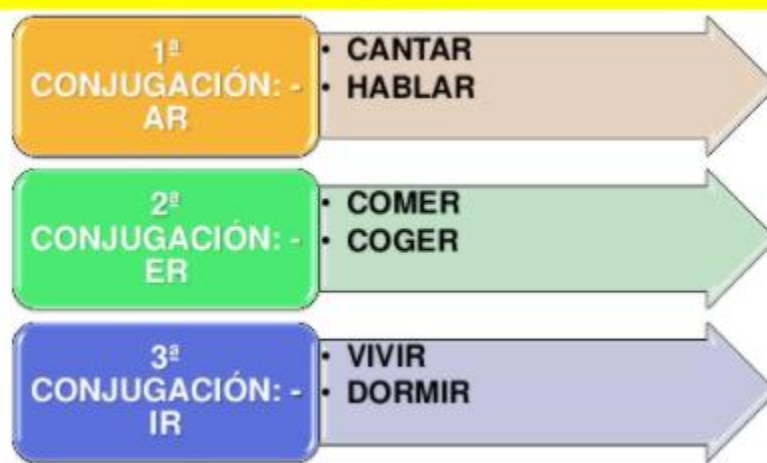 1ª
CONJUGACIÓN: -
AR
• CANTAR
• HABLAR
2ª
CONJUGACIÓN: -
ER
• COMER
• COGER
3ª
CONJUGACIÓN: -
IR
• VIVIR
• DORMIR